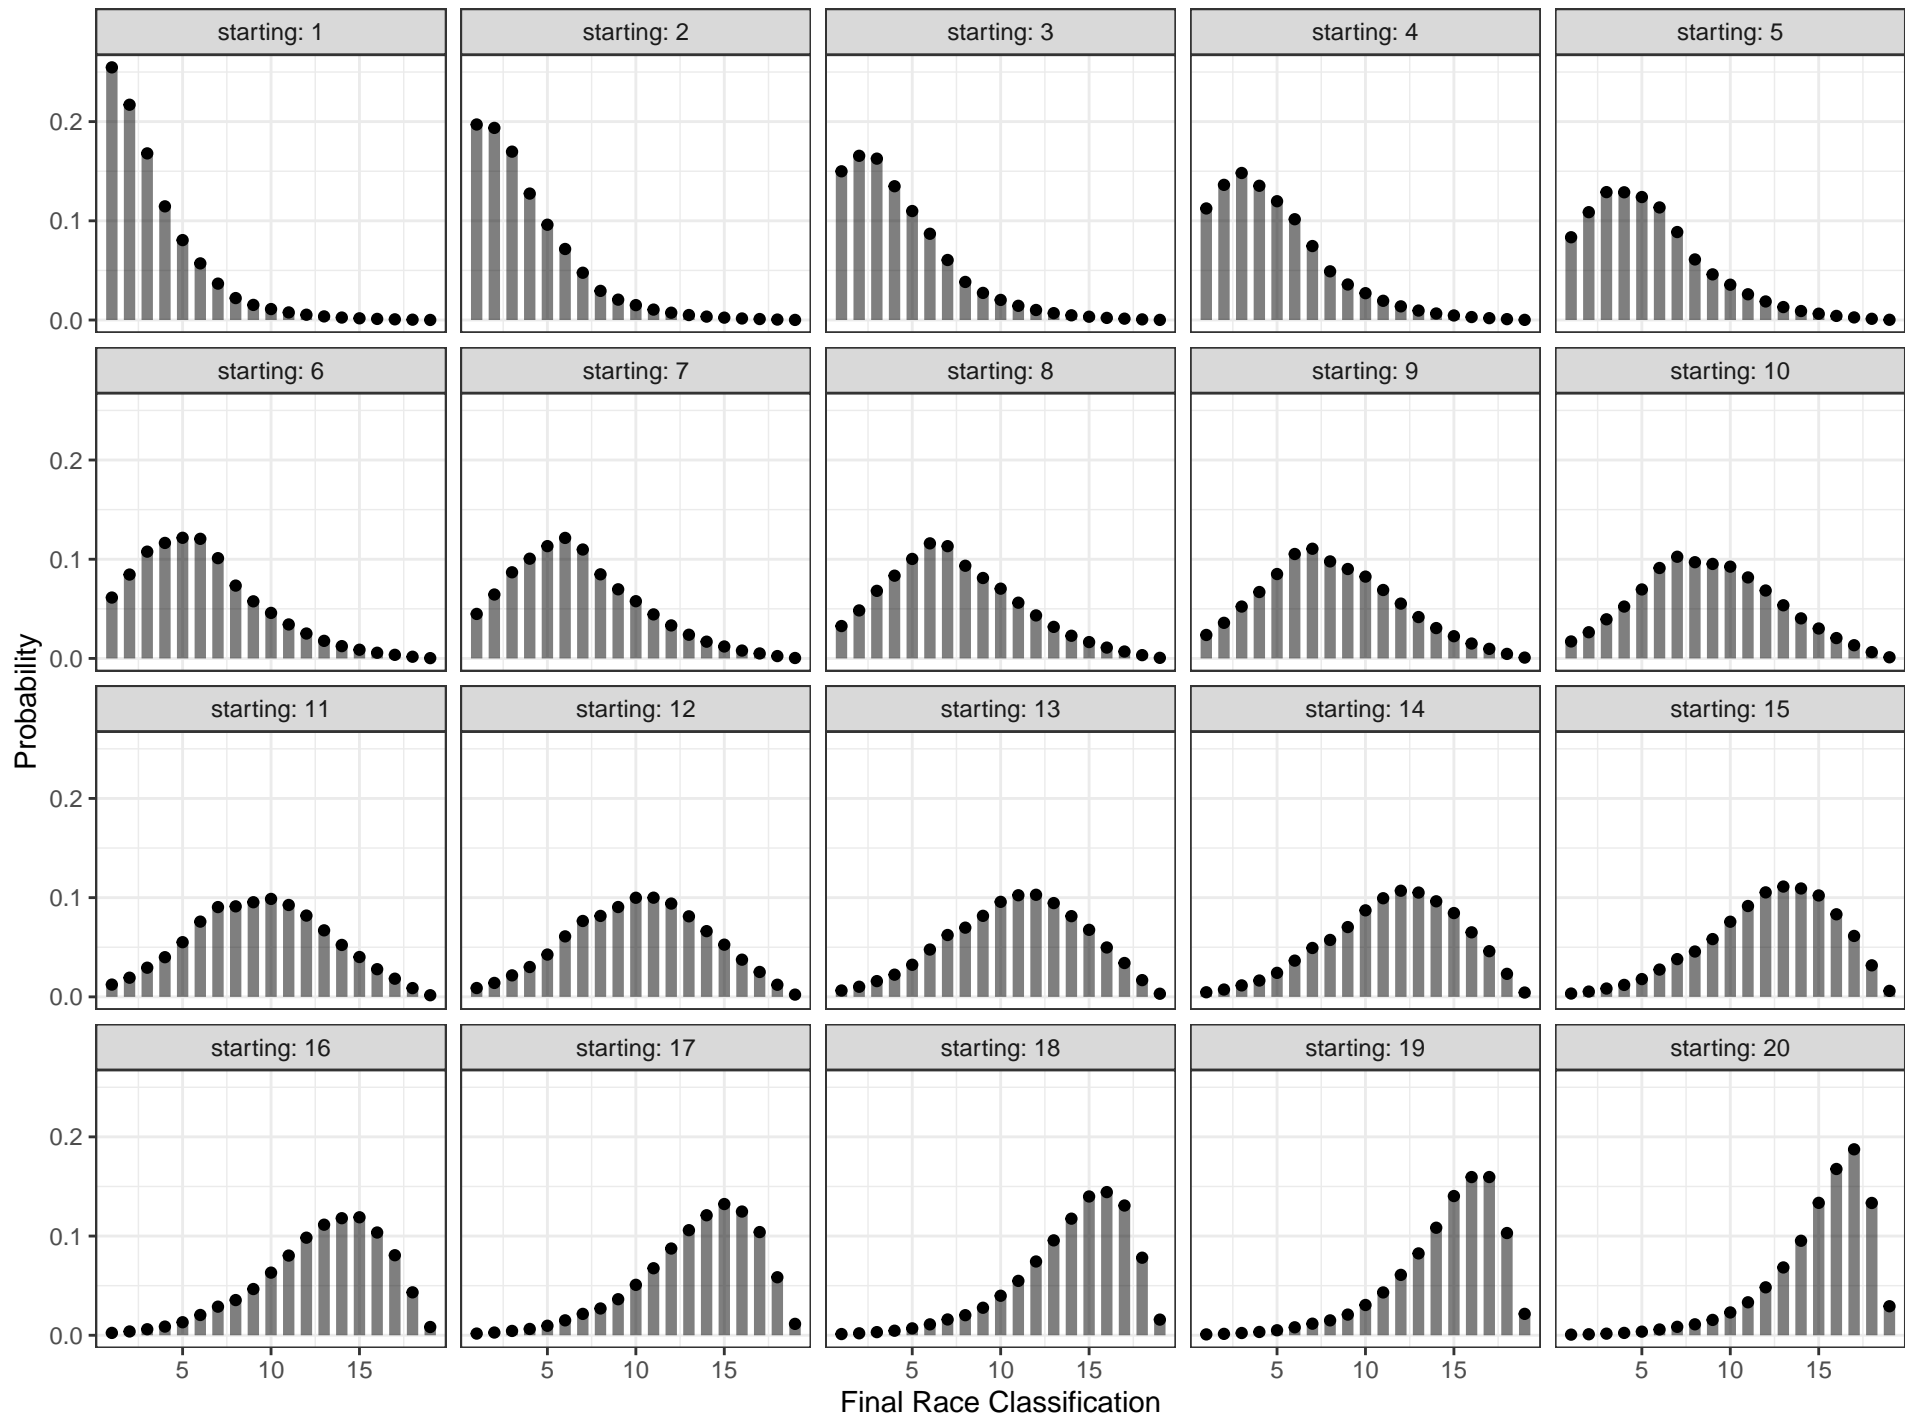 starting: 1
starting: 2
starting: 3
starting: 4
starting: 5
0.2
0.1
0.0
starting: 6
starting: 7
starting: 8
starting: 9
starting: 10
0.2
0.1
0.0
Probability
starting: 11
starting: 12
starting: 13
starting: 14
starting: 15
0.2
0.1
0.0
starting: 16
starting: 17
starting: 18
starting: 19
starting: 20
0.2
0.1
0.0
5 10 15
5 10 15
5 10 15
5 10 15
5 10 15
Final Race Classification